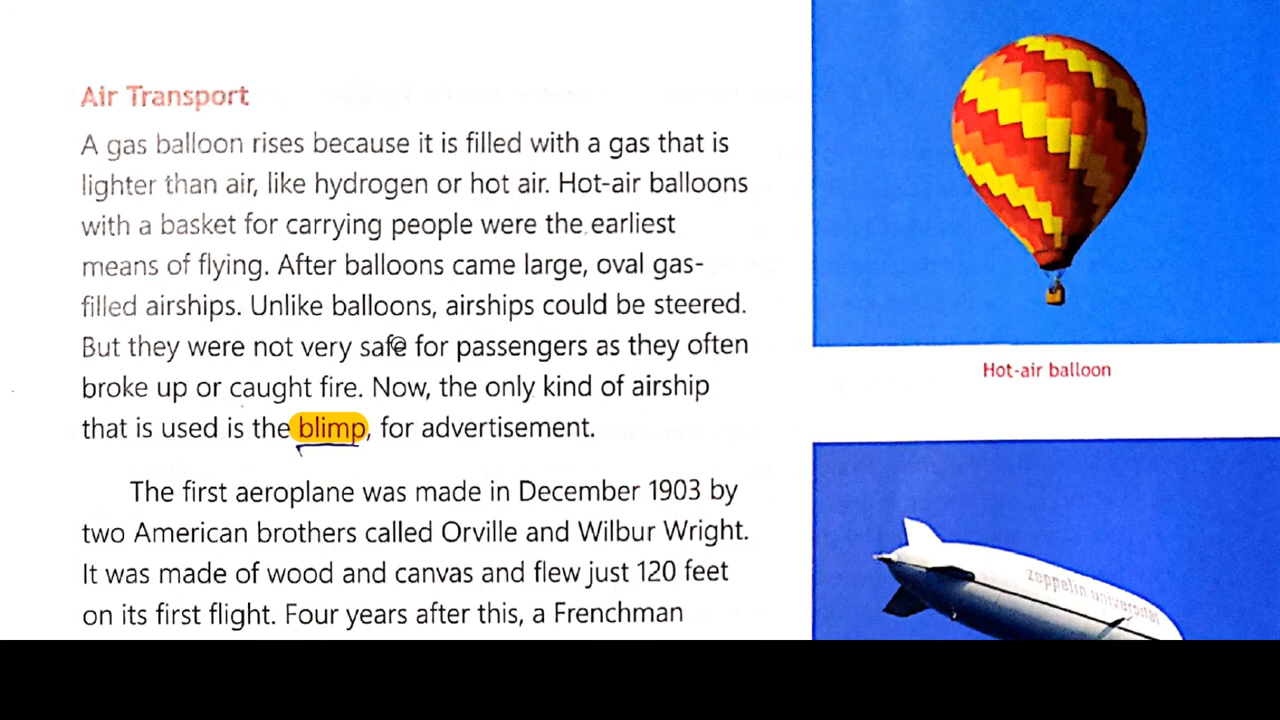 Air Transport
A gas balloon rises because it is filled with a gas that is
lighter than air, like hydrogen or hot air. Hot-air balloons
with a basket for carrying people were the earliest
means of flying. After balloons came large, oval gas-
filled airships. Unlike balloons, airships could be steered.
But they were not very safe for passengers as they often
broke up or caught fire. Now, the only kind of airship
that is used is the blimp, for advertisement.
The first aeroplane was made in December 1903 by
two American brothers called Orville and Wilbur Wright.
It was made of wood and canvas and flew just 120 feet
on its first flight. Four years after this, a Frenchman
Hot-air balloon
zeppelin universität